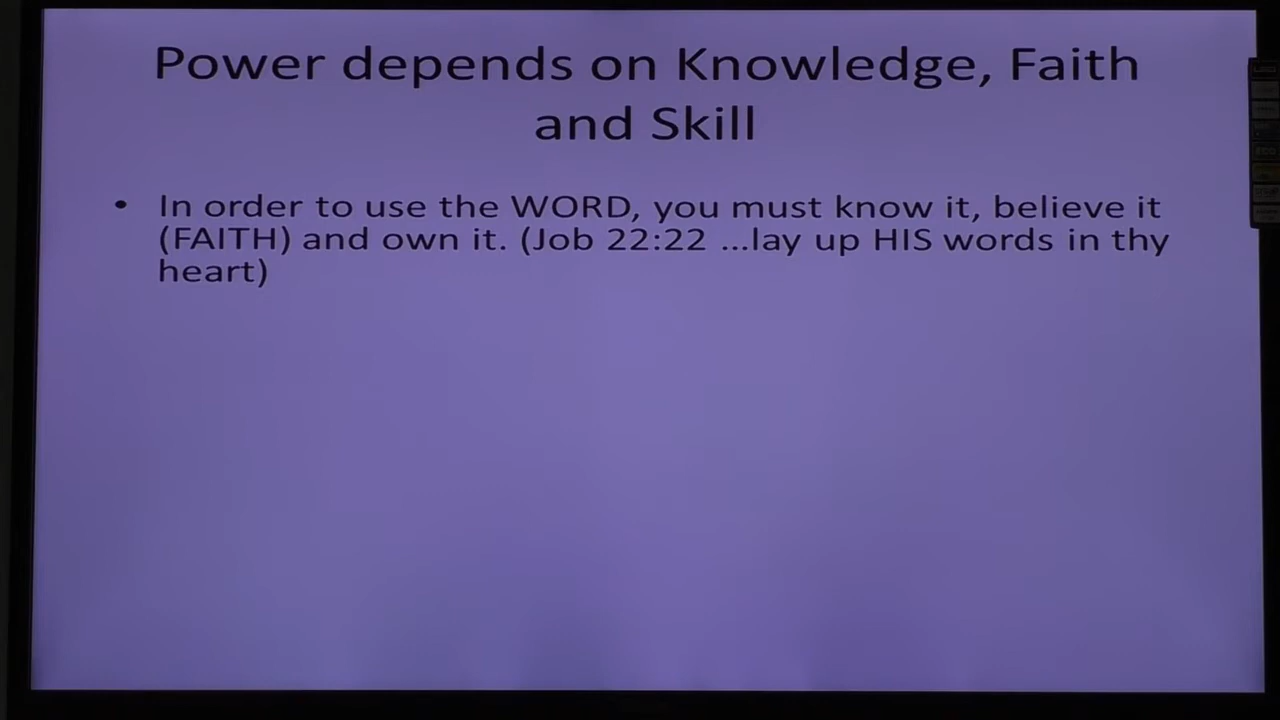 Power depends on Knowledge, Faith
and Skill
• In order to use the WORD, you must know it, believe it
(FAITH) and own it. (Job 22:22 ...lay up HIS words in thy
heart)